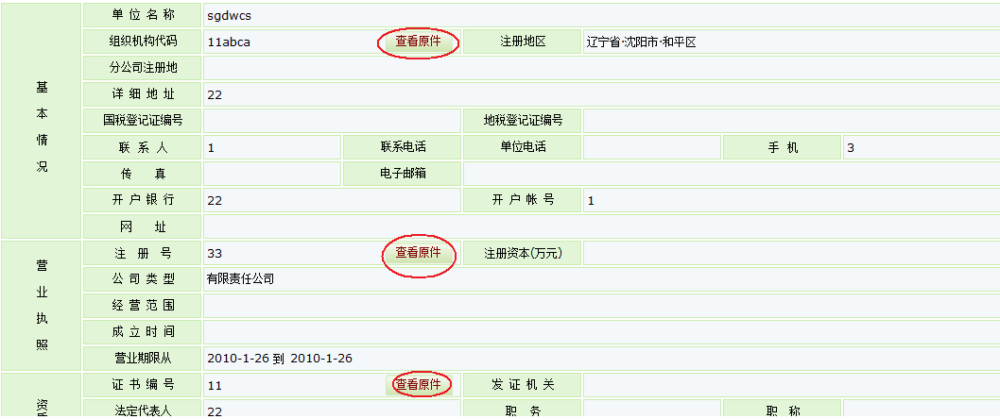 基本情况
单 位 名 称 sgdwcs
组织机构代码 11abca 查看原件 注册地区 辽宁省·沈阳市·和平区
分公司注册地
详 细 地 址 22
国税登记证编号 地税登记证编号
联 系 人 1 联系电话 单位电话 手 机 3
传 真 电子邮箱
开 户 银 行 22 开 户 帐 号 1
网 址
营业执照
注 册 号 33 查看原件 注册资本(万元)
公 司 类 型 有限责任公司
经 营 范 围
成 立 时 间
营业期限从 2010-1-26 到 2010-1-26
资
证 书 编 号 11 查看原件 发 证 机 关
法定代表人 22 职 务 职 称